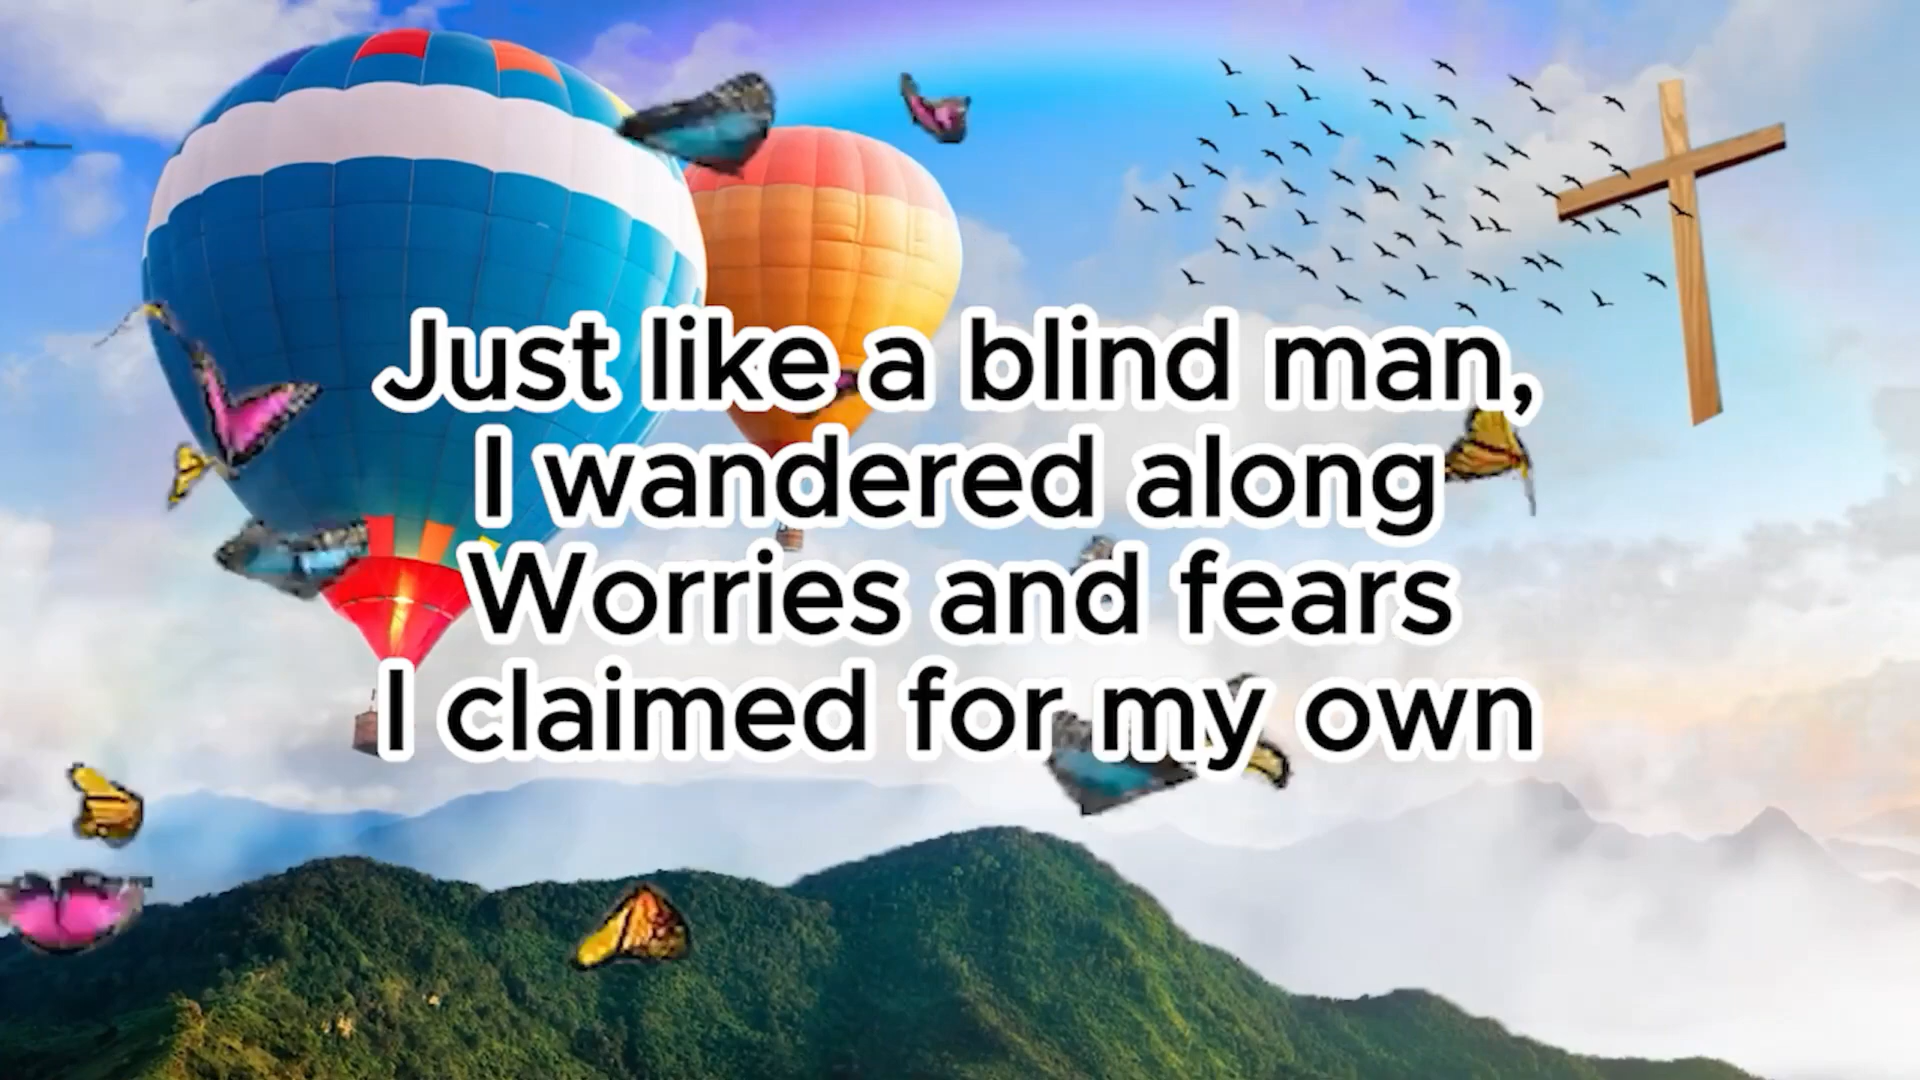 Just like a blind man,
I wandered along
Worries and fears
I claimed for my own